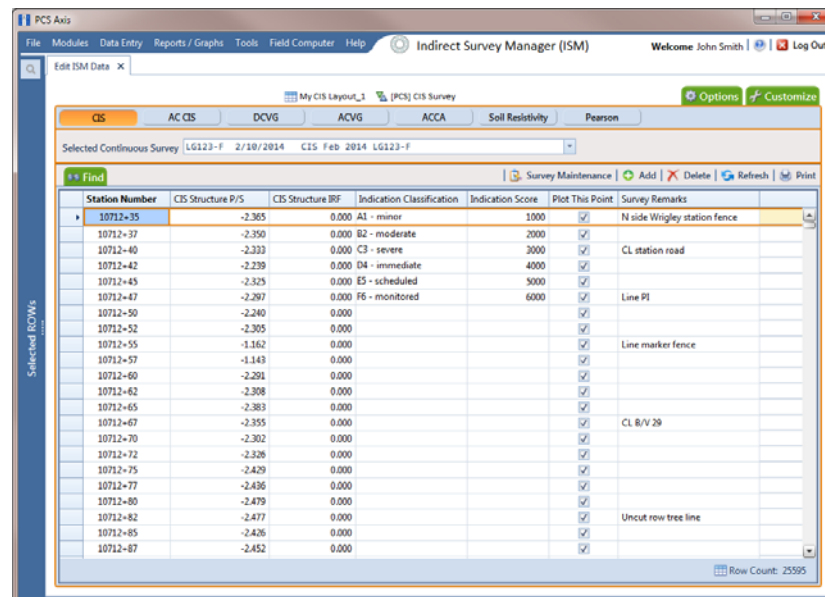 PCS Axis
File Modules Data Entry Reports / Graphs Tools Field Computer Help Indirect Survey Manager (ISM) Welcome John Smith Log Out
Edit ISM Data X
My CIS Layout_1 [PCS] CIS Survey Options Customize
CIS AC CIS DCVG ACVG ACCA Soil Resistivity Pearson
Selected Continuous Survey LG123-F 2/10/2014 CIS Feb 2014 LG123-F
Find Survey Maintenance Add Delete Refresh Print
Station Number CIS Structure P/S CIS Structure IRF Indication Classification Indication Score Plot This Point Survey Remarks
10712+35 -2.365 0.000 A1 - minor 1000 N side Wrigley station fence
10712+37 -2.350 0.000 B2 - moderate 2000
10712+40 -2.333 0.000 C3 - severe 3000 CL station road
10712+42 -2.239 0.000 D4 - immediate 4000
10712+45 -2.325 0.000 E5 - scheduled 5000
10712+47 -2.297 0.000 F6 - monitored 6000 Line PI
10712+50 -2.240 0.000
10712+52 -2.305 0.000
10712+55 -1.162 0.000 Line marker fence
10712+57 -1.143 0.000
10712+60 -2.291 0.000
10712+62 -2.308 0.000
10712+65 -2.383 0.000
10712+67 -2.355 0.000 CL B/V 29
10712+70 -2.302 0.000
10712+72 -2.326 0.000
10712+75 -2.429 0.000
10712+77 -2.436 0.000
10712+80 -2.479 0.000
10712+82 -2.477 0.000 Uncut row tree line
10712+85 -2.426 0.000
10712+87 -2.452 0.000
Row Count: 25595
Selected ROWs